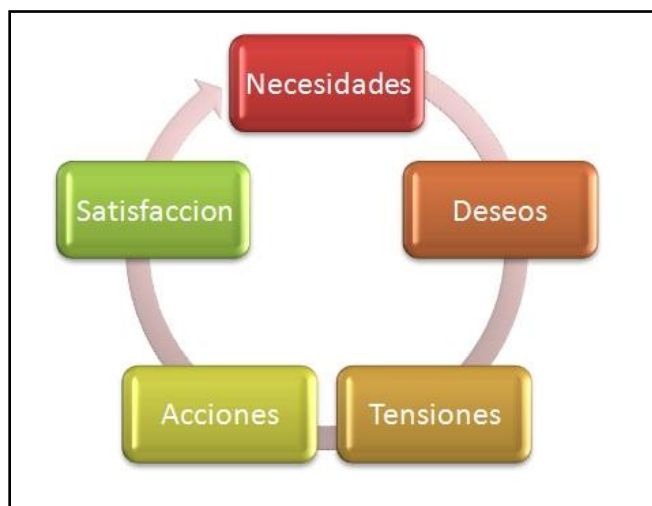 Necesidades
Deseos
Tensiones
Acciones
Satisfaccion